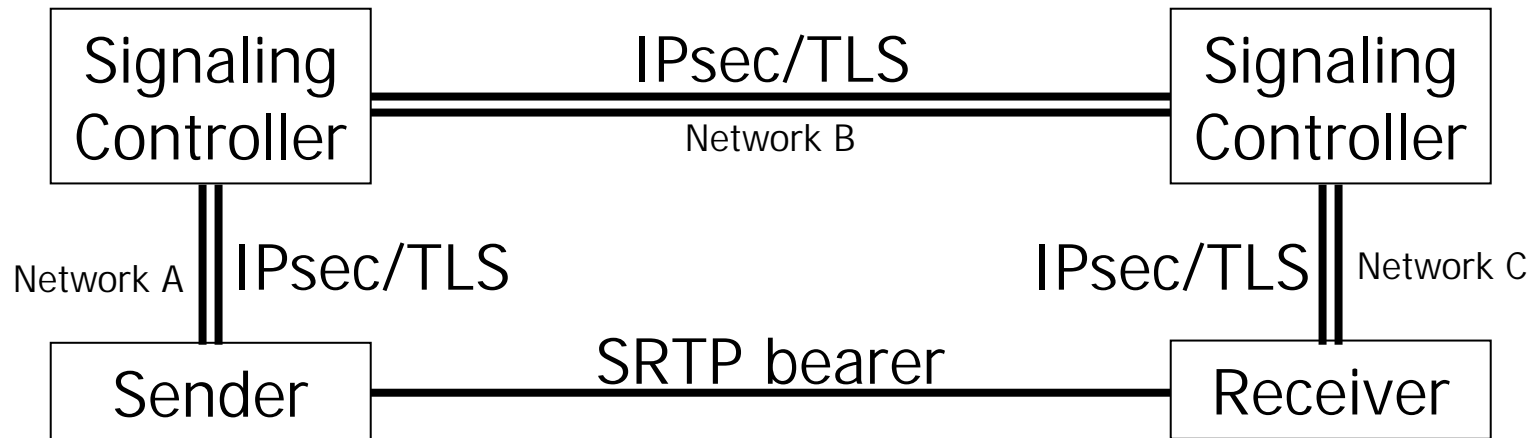 Signaling
Controller
IPsec/TLS
Network B
Signaling
Controller
Network A
IPsec/TLS
IPsec/TLS
Network C
Sender
SRTP bearer
Receiver